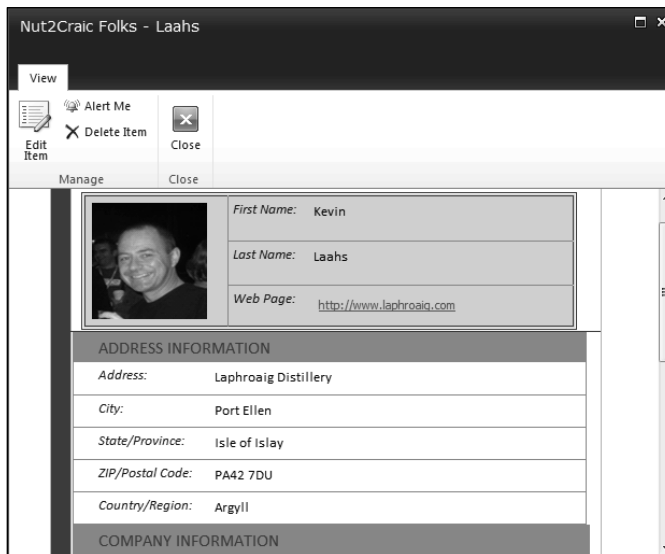 Nut2Craic Folks - Laahs
View
Edit Item
Alert Me
Delete Item
Close
Manage
Close
First Name: Kevin
Last Name: Laahs
Web Page: http://www.laphroaig.com
ADDRESS INFORMATION
Address: Laphroaig Distillery
City: Port Ellen
State/Province: Isle of Islay
ZIP/Postal Code: PA42 7DU
Country/Region: Argyll
COMPANY INFORMATION